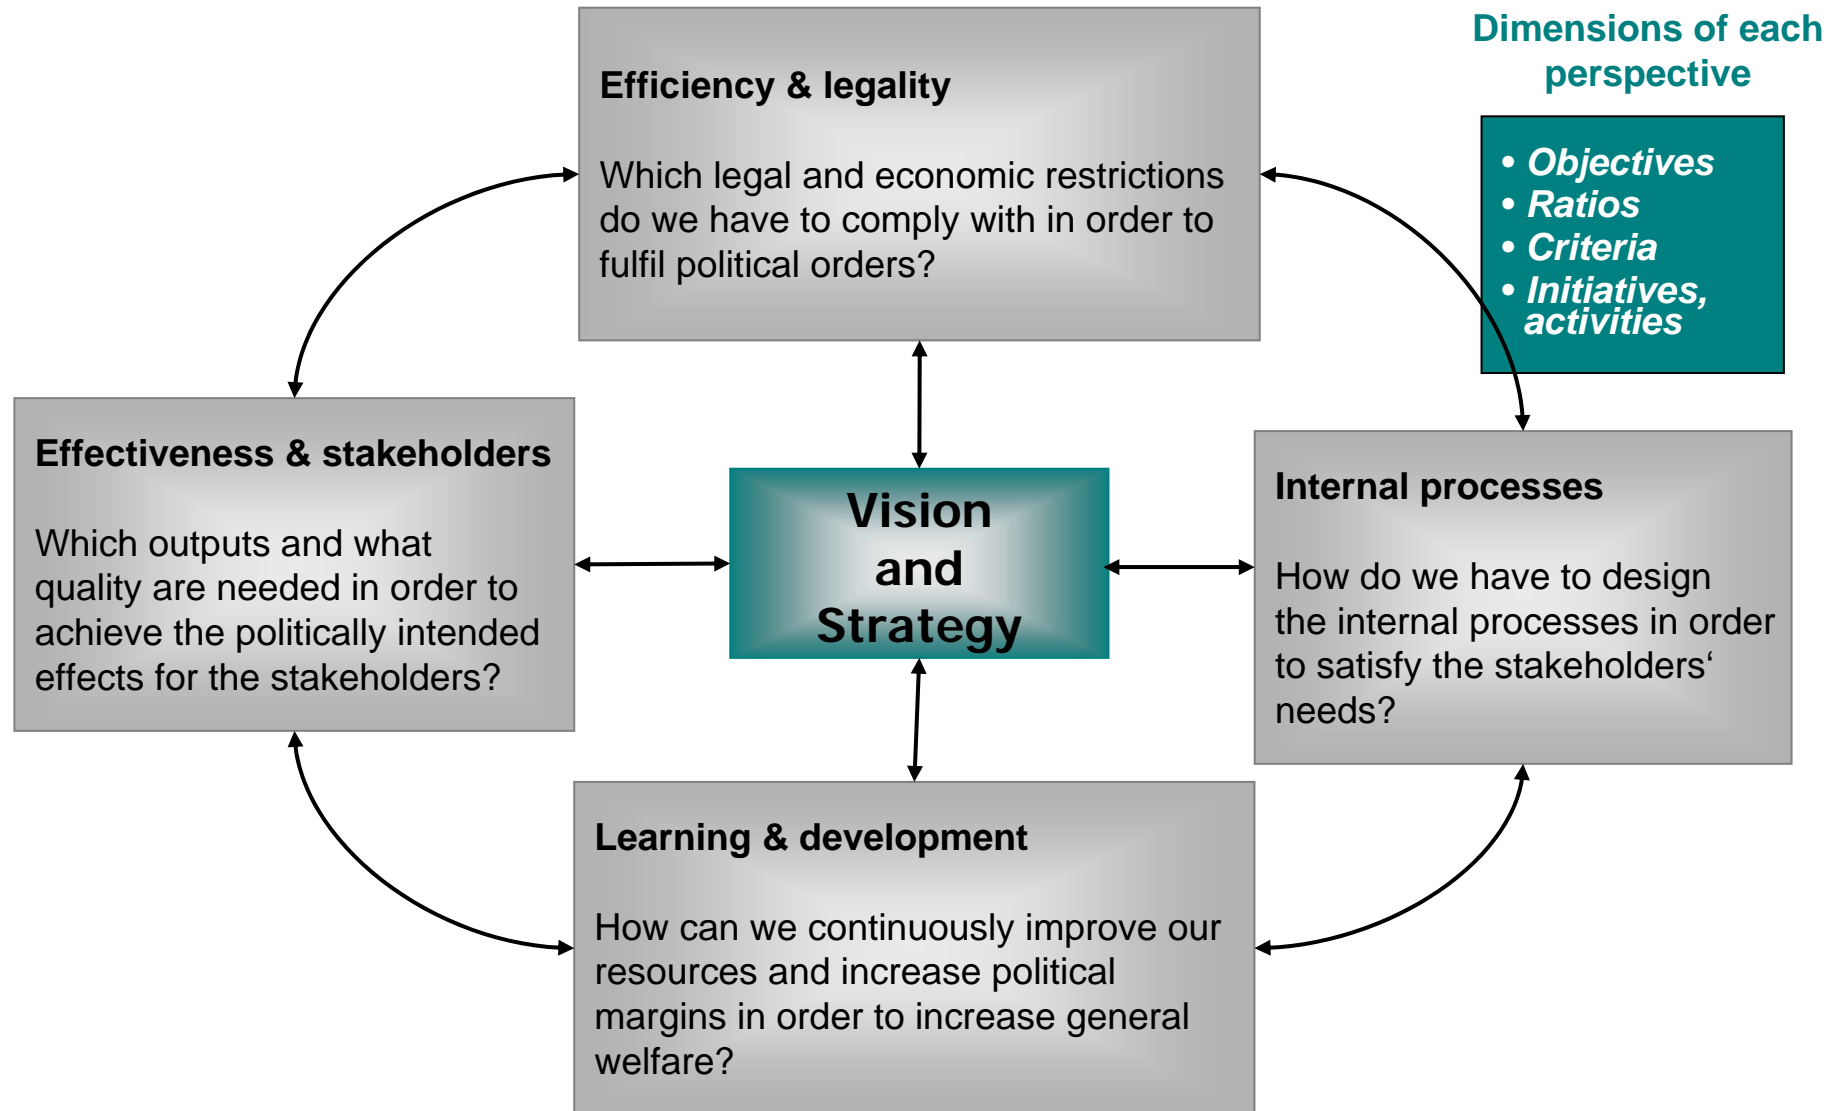 Dimensions of each
perspective
Efficiency & legality
Which legal and economic restrictions
do we have to comply with in order to
fulfil political orders?
• Objectives
• Ratios
• Criteria
• Initiatives,
activities
Effectiveness & stakeholders
Which outputs and what
quality are needed in order to
achieve the politically intended
effects for the stakeholders?
Vision
and
Strategy
Internal processes
How do we have to design
the internal processes in order
to satisfy the stakeholders‘
needs?
Learning & development
How can we continuously improve our
resources and increase political
margins in order to increase general
welfare?